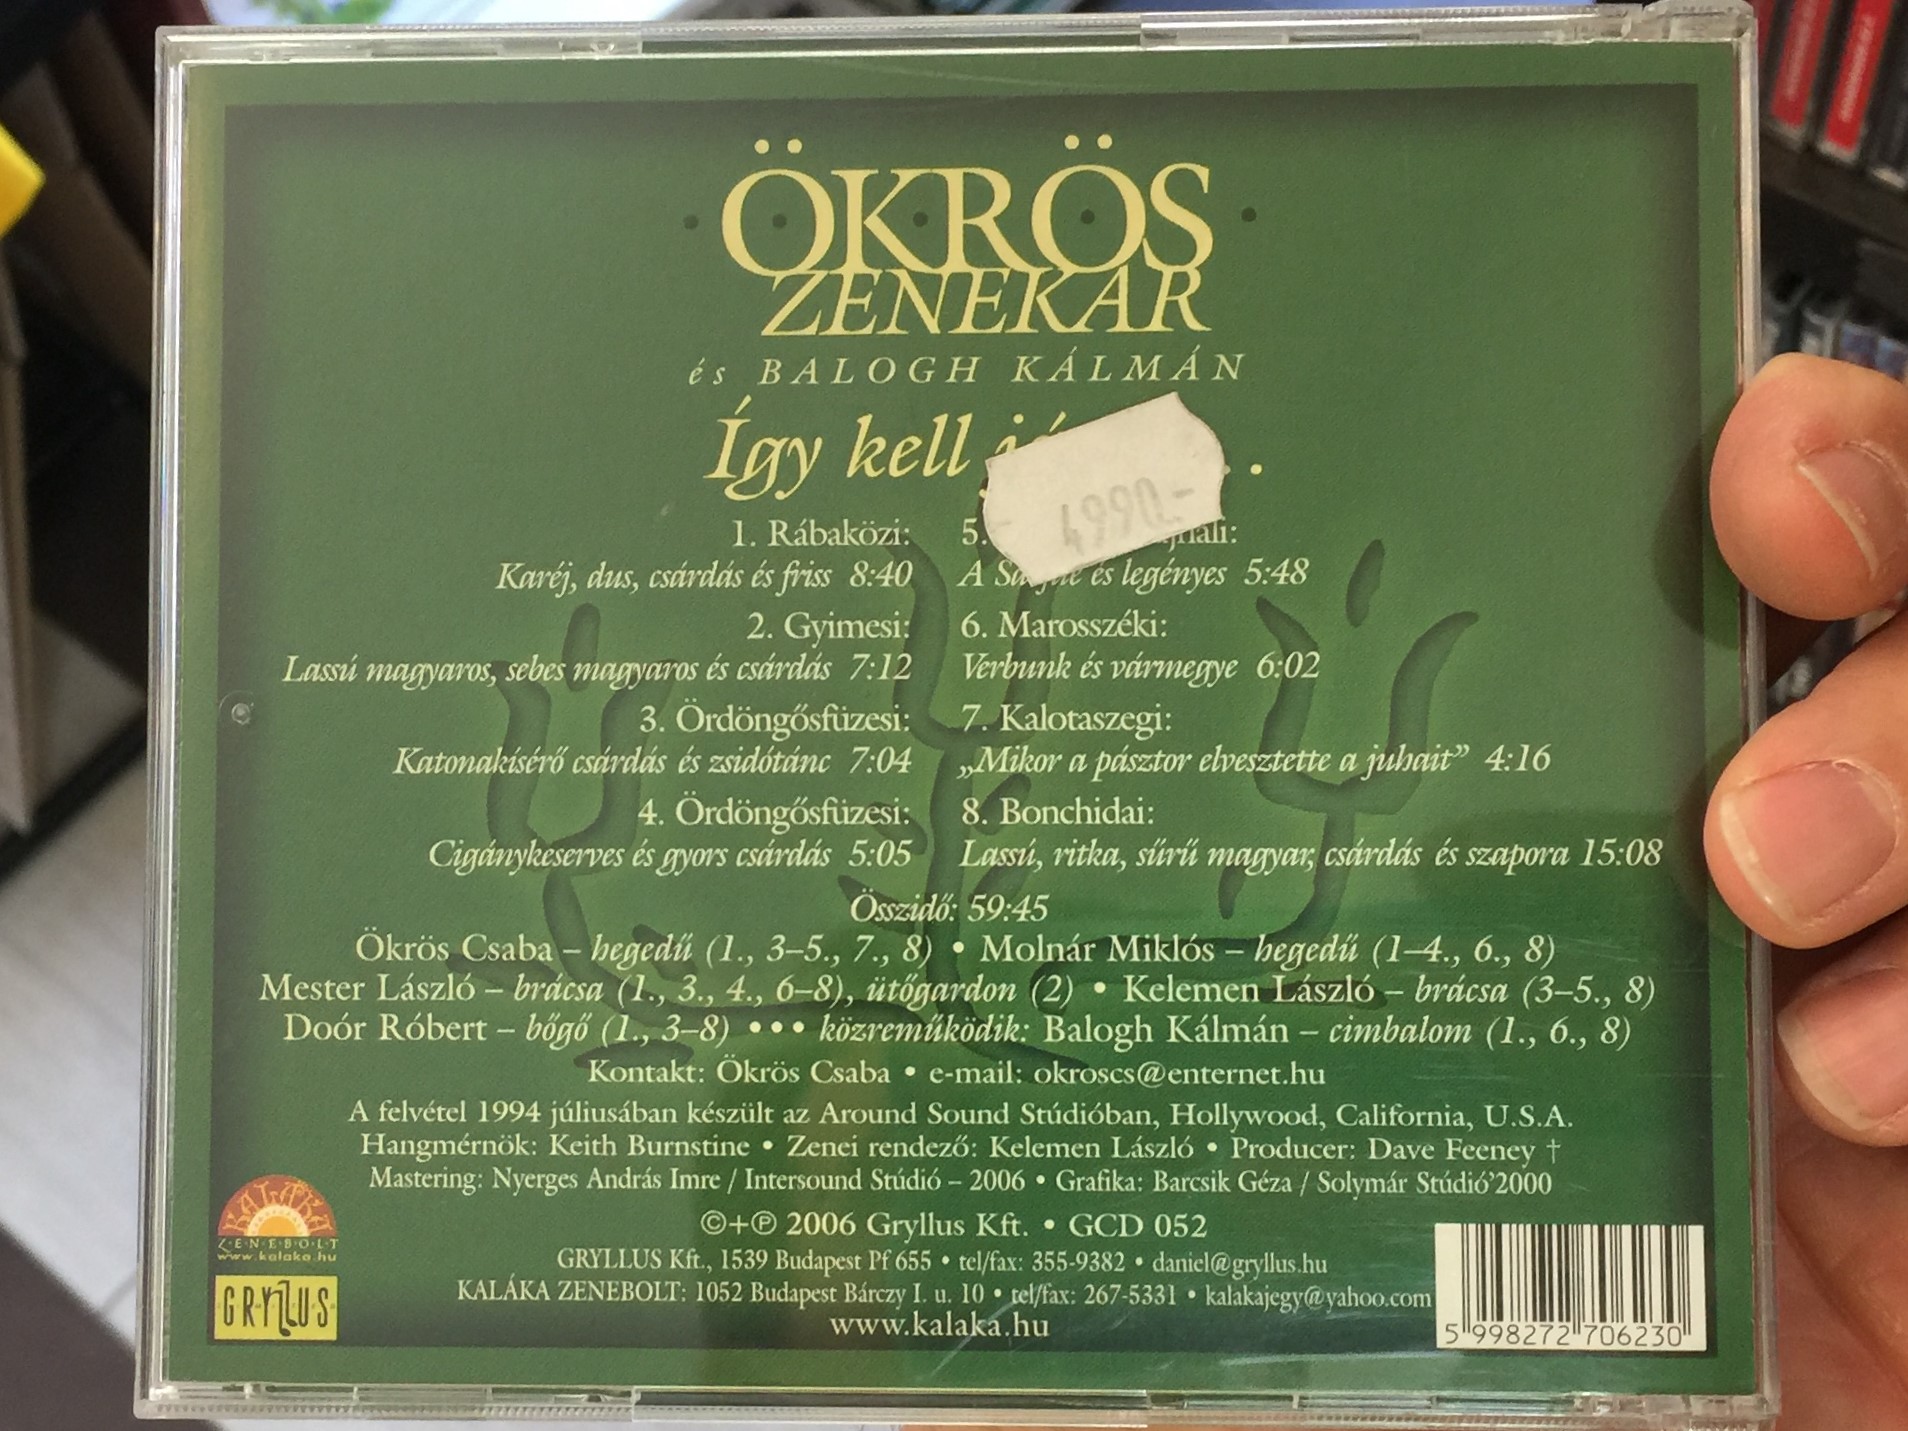 ÖKRÖS
ZENEKAR
és BALOGH KÁLMÁN
Így kell
4990.-
1. Rábaközi:
Karéj, dus, csárdás és friss 8:40
2. Gyimesi:
Lassú magyaros, sebes magyaros és csárdás 7:12
3. Ördöngősfüzesi:
Katonakísérő csárdás és zsidótánc 7:04
4. Ördöngősfüzesi:
Cigánykeserves és gyors csárdás 5:05
5.
A és legényes 5:48
6. Marosszéki:
Verbunk és vármegye 6:02
7. Kalotaszegi:
„Mikor a pásztor elvesztette a juhait” 4:16
8. Bonchidai:
Lassú, ritka, sűrű magyar, csárdás és szapora 15:08
Összidő: 59:45
Ökrös Csaba – hegedű (1., 3–5., 7., 8) • Molnár Miklós – hegedű (1–4., 6., 8)
Mester László – brácsa (1., 3., 4., 6–8), ütőgardon (2) • Kelemen László – brácsa (3–5., 8)
Doór Róbert – bőgő (1., 3–8) ••• közreműködik: Balogh Kálmán – cimbalom (1., 6., 8)
Kontakt: Ökrös Csaba • e-mail: okroscs@enternet.hu
A felvétel 1994 júliusában készült az Around Sound Stúdióban, Hollywood, California, U.S.A.
Hangmérnök: Keith Burnstine • Zenei rendező: Kelemen László • Producer: Dave Feeney †
Mastering: Nyerges András Imre / Intersound Stúdió – 2006 • Grafika: Barcsik Géza / Solymár Stúdió’2000
©+℗ 2006 Gryllus Kft. • GCD 052
GRYLLUS Kft., 1539 Budapest Pf 655 • tel/fax: 355-9382 • daniel@gryllus.hu
KALÁKA ZENEBOLT: 1052 Budapest Bárczy I. u. 10 • tel/fax: 267-5331 • kalakajegy@yahoo.com
www.kalaka.hu
KALÁKA
Z·E·N·E·B·O·L·T
www.kalaka.hu
GRYLLUS
5 998272 706230